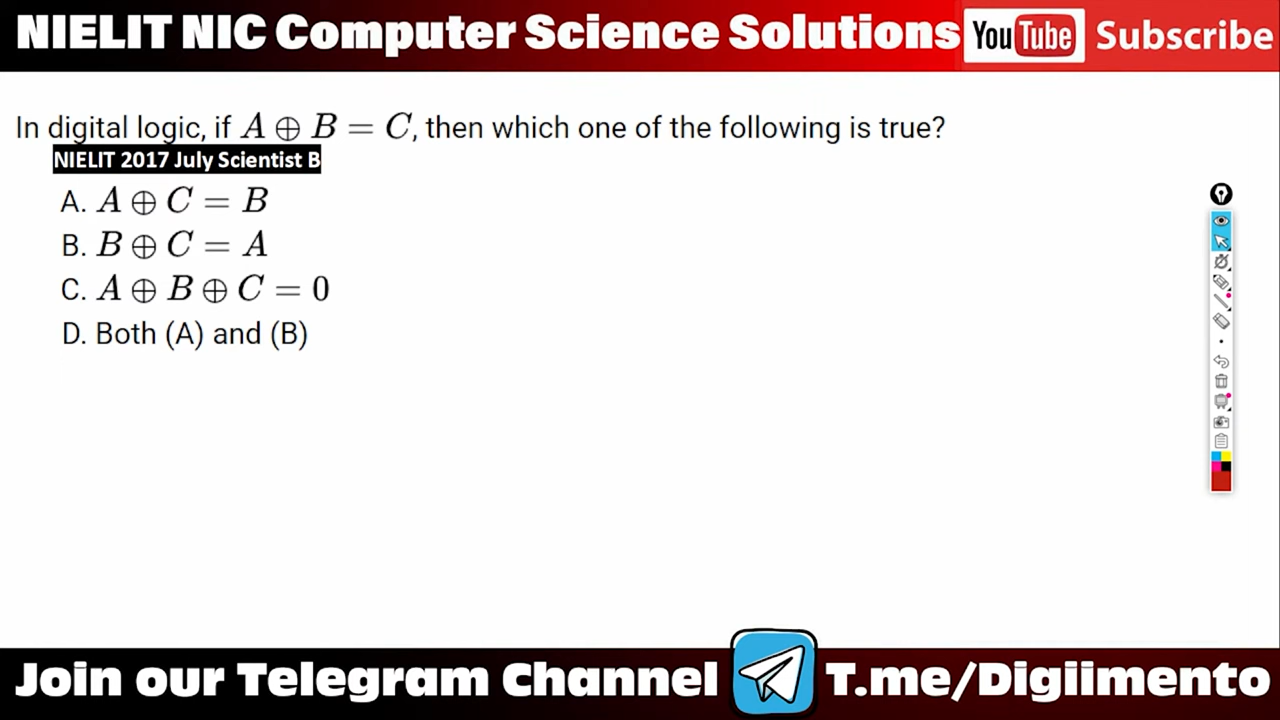 NIELIT NIC Computer Science Solutions YouTube Subscribe
In digital logic, if A ⊕ B = C, then which one of the following is true?
NIELIT 2017 July Scientist B
A. A ⊕ C = B
B. B ⊕ C = A
C. A ⊕ B ⊕ C = 0
D. Both (A) and (B)
Join our Telegram Channel T.me/Digiimento